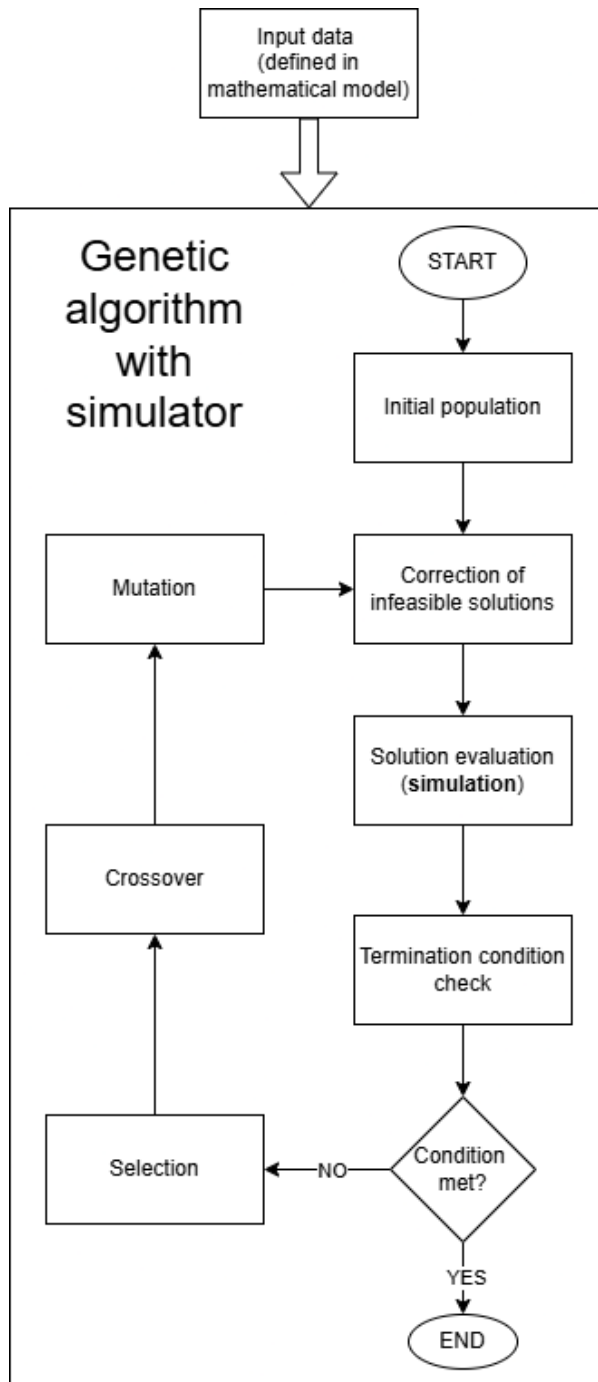 Input data
(defined in
mathematical model)
Genetic
algorithm
with
simulator
START
Initial population
Mutation
Correction of
infeasible solutions
Solution evaluation
(simulation)
Crossover
Termination condition
check
Selection
NO
Condition
met?
YES
END